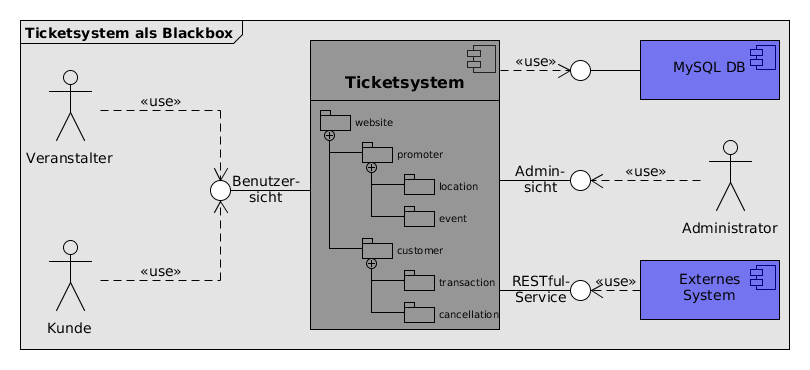 Ticketsystem als Blackbox
«use»
Veranstalter
Benutzer-
sicht
«use»
Kunde
Ticketsystem
website
promoter
location
event
customer
transaction
cancellation
«use»
MySQL DB
Admin-
sicht
«use»
Administrator
RESTful-
Service
«use»
Externes
System